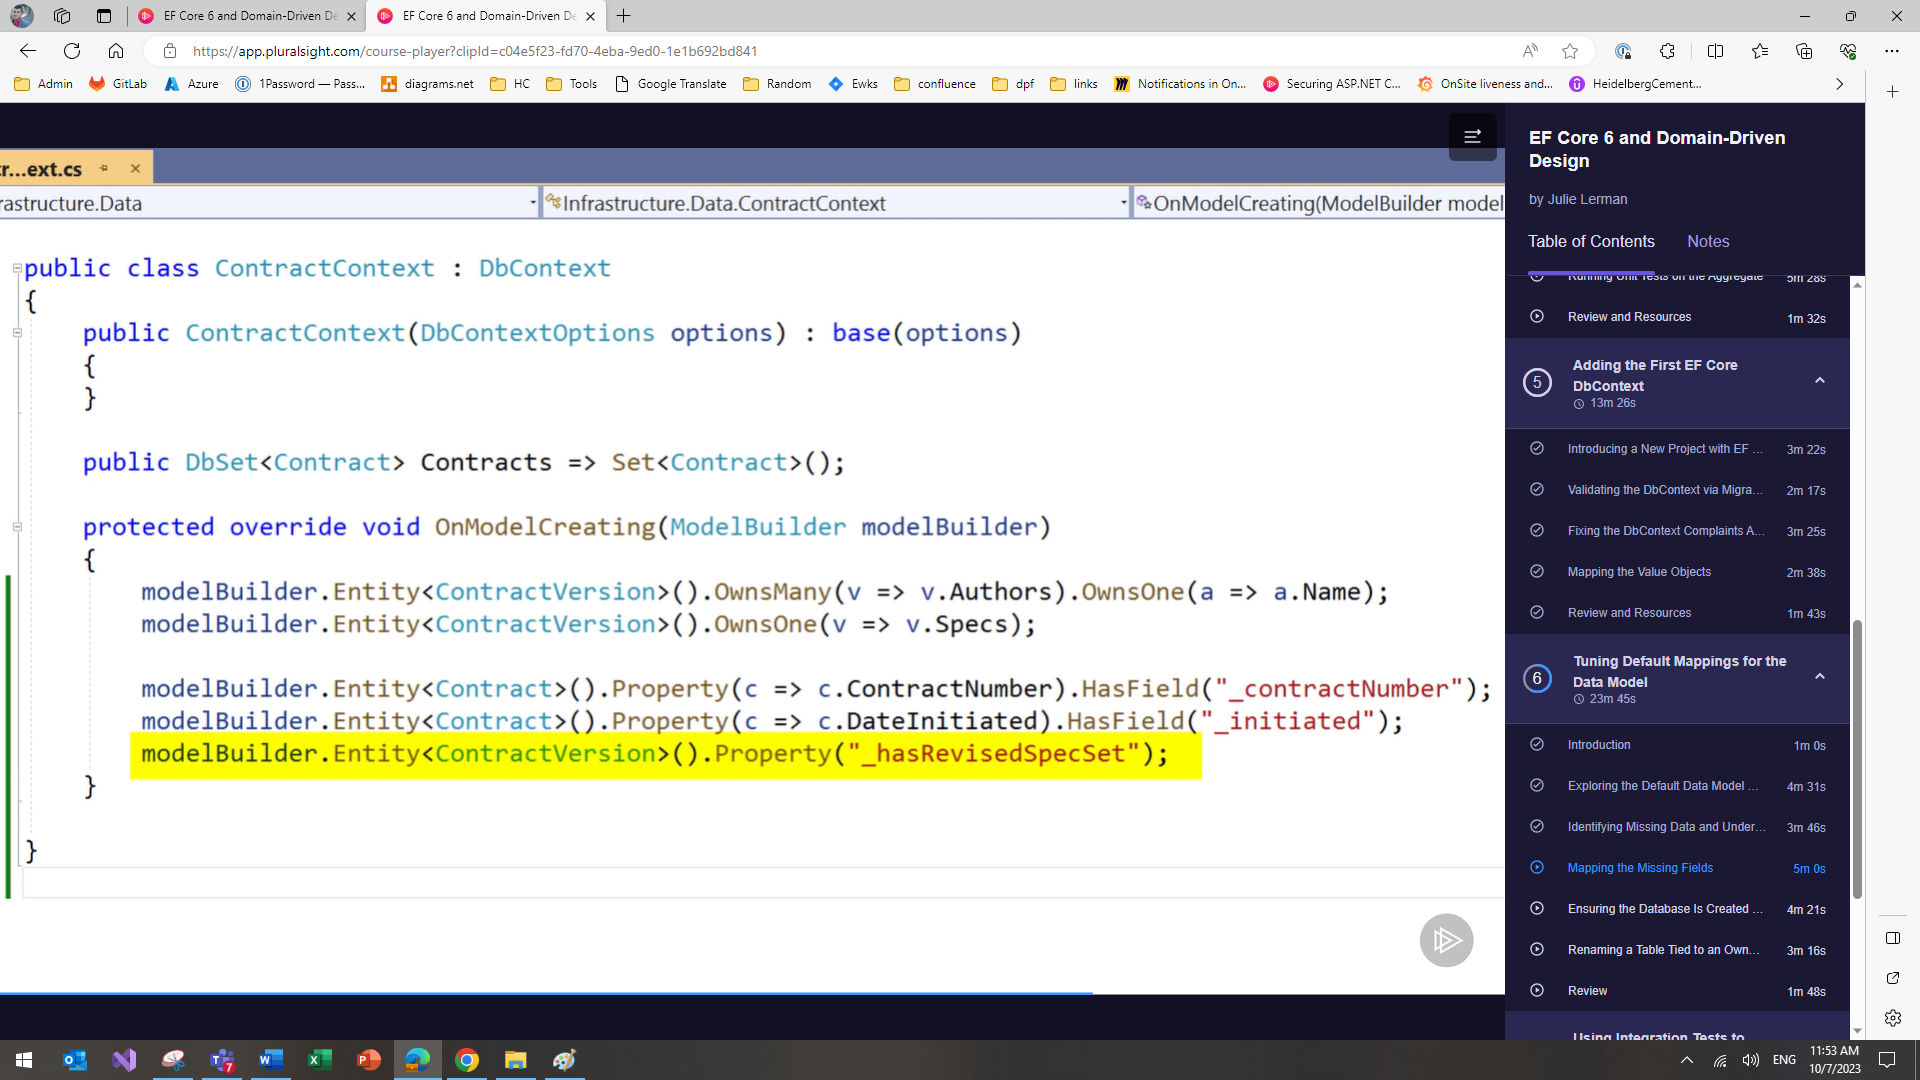 EF Core 6 and Domain-Driven De
EF Core 6 and Domain-Driven De
https://app.pluralsight.com/course-player?clipId=c04e5f23-fd70-4eba-9ed0-1e1b692bd841
Admin GitLab Azure 1Password — Pass... diagrams.net HC Tools Google Translate Random Ewks confluence dpf links Notifications in On... Securing ASP.NET C... OnSite liveness and... HeidelbergCement...
tr...ext.cs
rastructure.Data Infrastructure.Data.ContractContext OnModelCreating(ModelBuilder model
public class ContractContext : DbContext
{
public ContractContext(DbContextOptions options) : base(options)
{
}
public DbSet<Contract> Contracts => Set<Contract>();
protected override void OnModelCreating(ModelBuilder modelBuilder)
{
modelBuilder.Entity<ContractVersion>().OwnsMany(v => v.Authors).OwnsOne(a => a.Name);
modelBuilder.Entity<ContractVersion>().OwnsOne(v => v.Specs);
modelBuilder.Entity<Contract>().Property(c => c.ContractNumber).HasField("_contractNumber");
modelBuilder.Entity<Contract>().Property(c => c.DateInitiated).HasField("_initiated");
modelBuilder.Entity<ContractVersion>().Property("_hasRevisedSpecSet");
}
}
EF Core 6 and Domain-Driven
Design
by Julie Lerman
Table of Contents Notes
Running Unit Tests on the Aggregate 5m 28s
Review and Resources 1m 32s
5 Adding the First EF Core
DbContext
13m 26s
Introducing a New Project with EF ... 3m 22s
Validating the DbContext via Migra... 2m 17s
Fixing the DbContext Complaints A... 3m 25s
Mapping the Value Objects 2m 38s
Review and Resources 1m 43s
6 Tuning Default Mappings for the
Data Model
23m 45s
Introduction 1m 0s
Exploring the Default Data Model ... 4m 31s
Identifying Missing Data and Under... 3m 46s
Mapping the Missing Fields 5m 0s
Ensuring the Database Is Created ... 4m 21s
Renaming a Table Tied to an Own... 3m 16s
Review 1m 48s
Using Integration Tests to
7
ENG
11:53 AM
10/7/2023